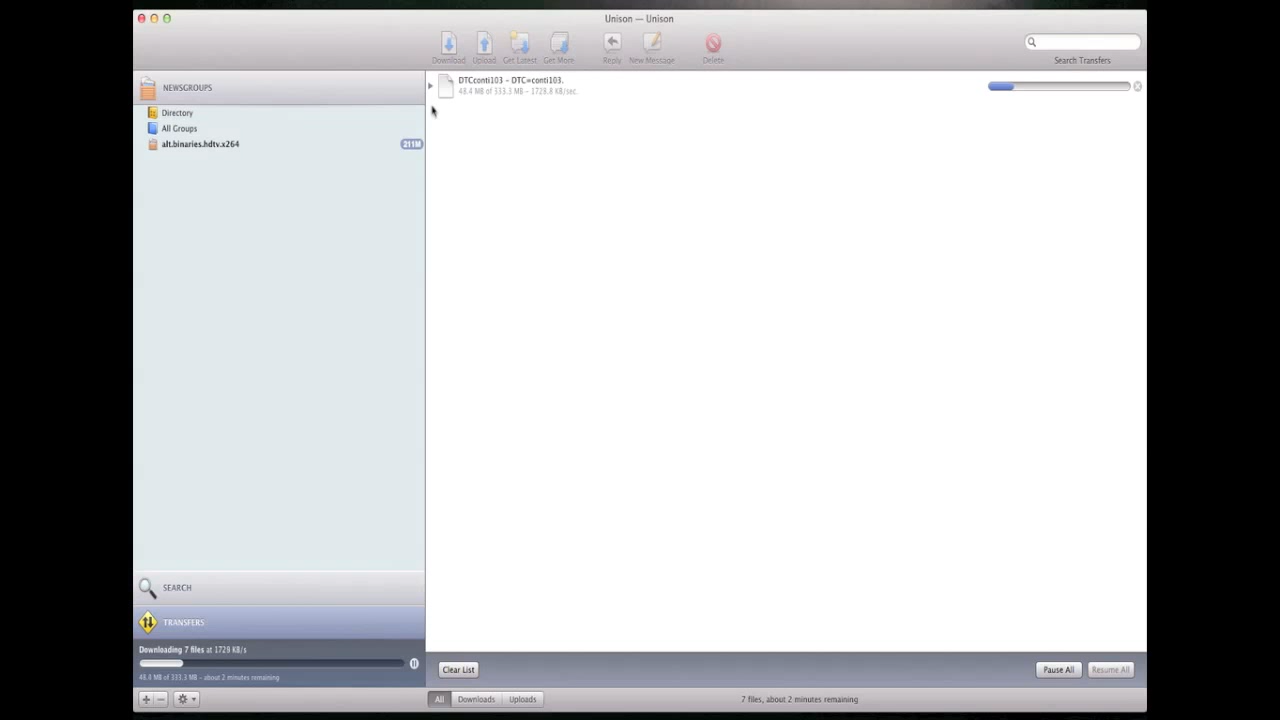 Unison — Unison
Download Upload Get Latest Get More Reply New Message Delete Search Transfers
NEWSGROUPS
Directory
All Groups
alt.binaries.hdtv.x264 211M
DTCconti103 - DTC=conti103.
48.4 MB of 333.3 MB - 1728.8 KB/sec.
SEARCH
TRANSFERS
Downloading 7 files at 1729 KB/s
48.4 MB of 333.3 MB - about 2 minutes remaining
Clear List Pause All Resume All
All Downloads Uploads 7 files, about 2 minutes remaining